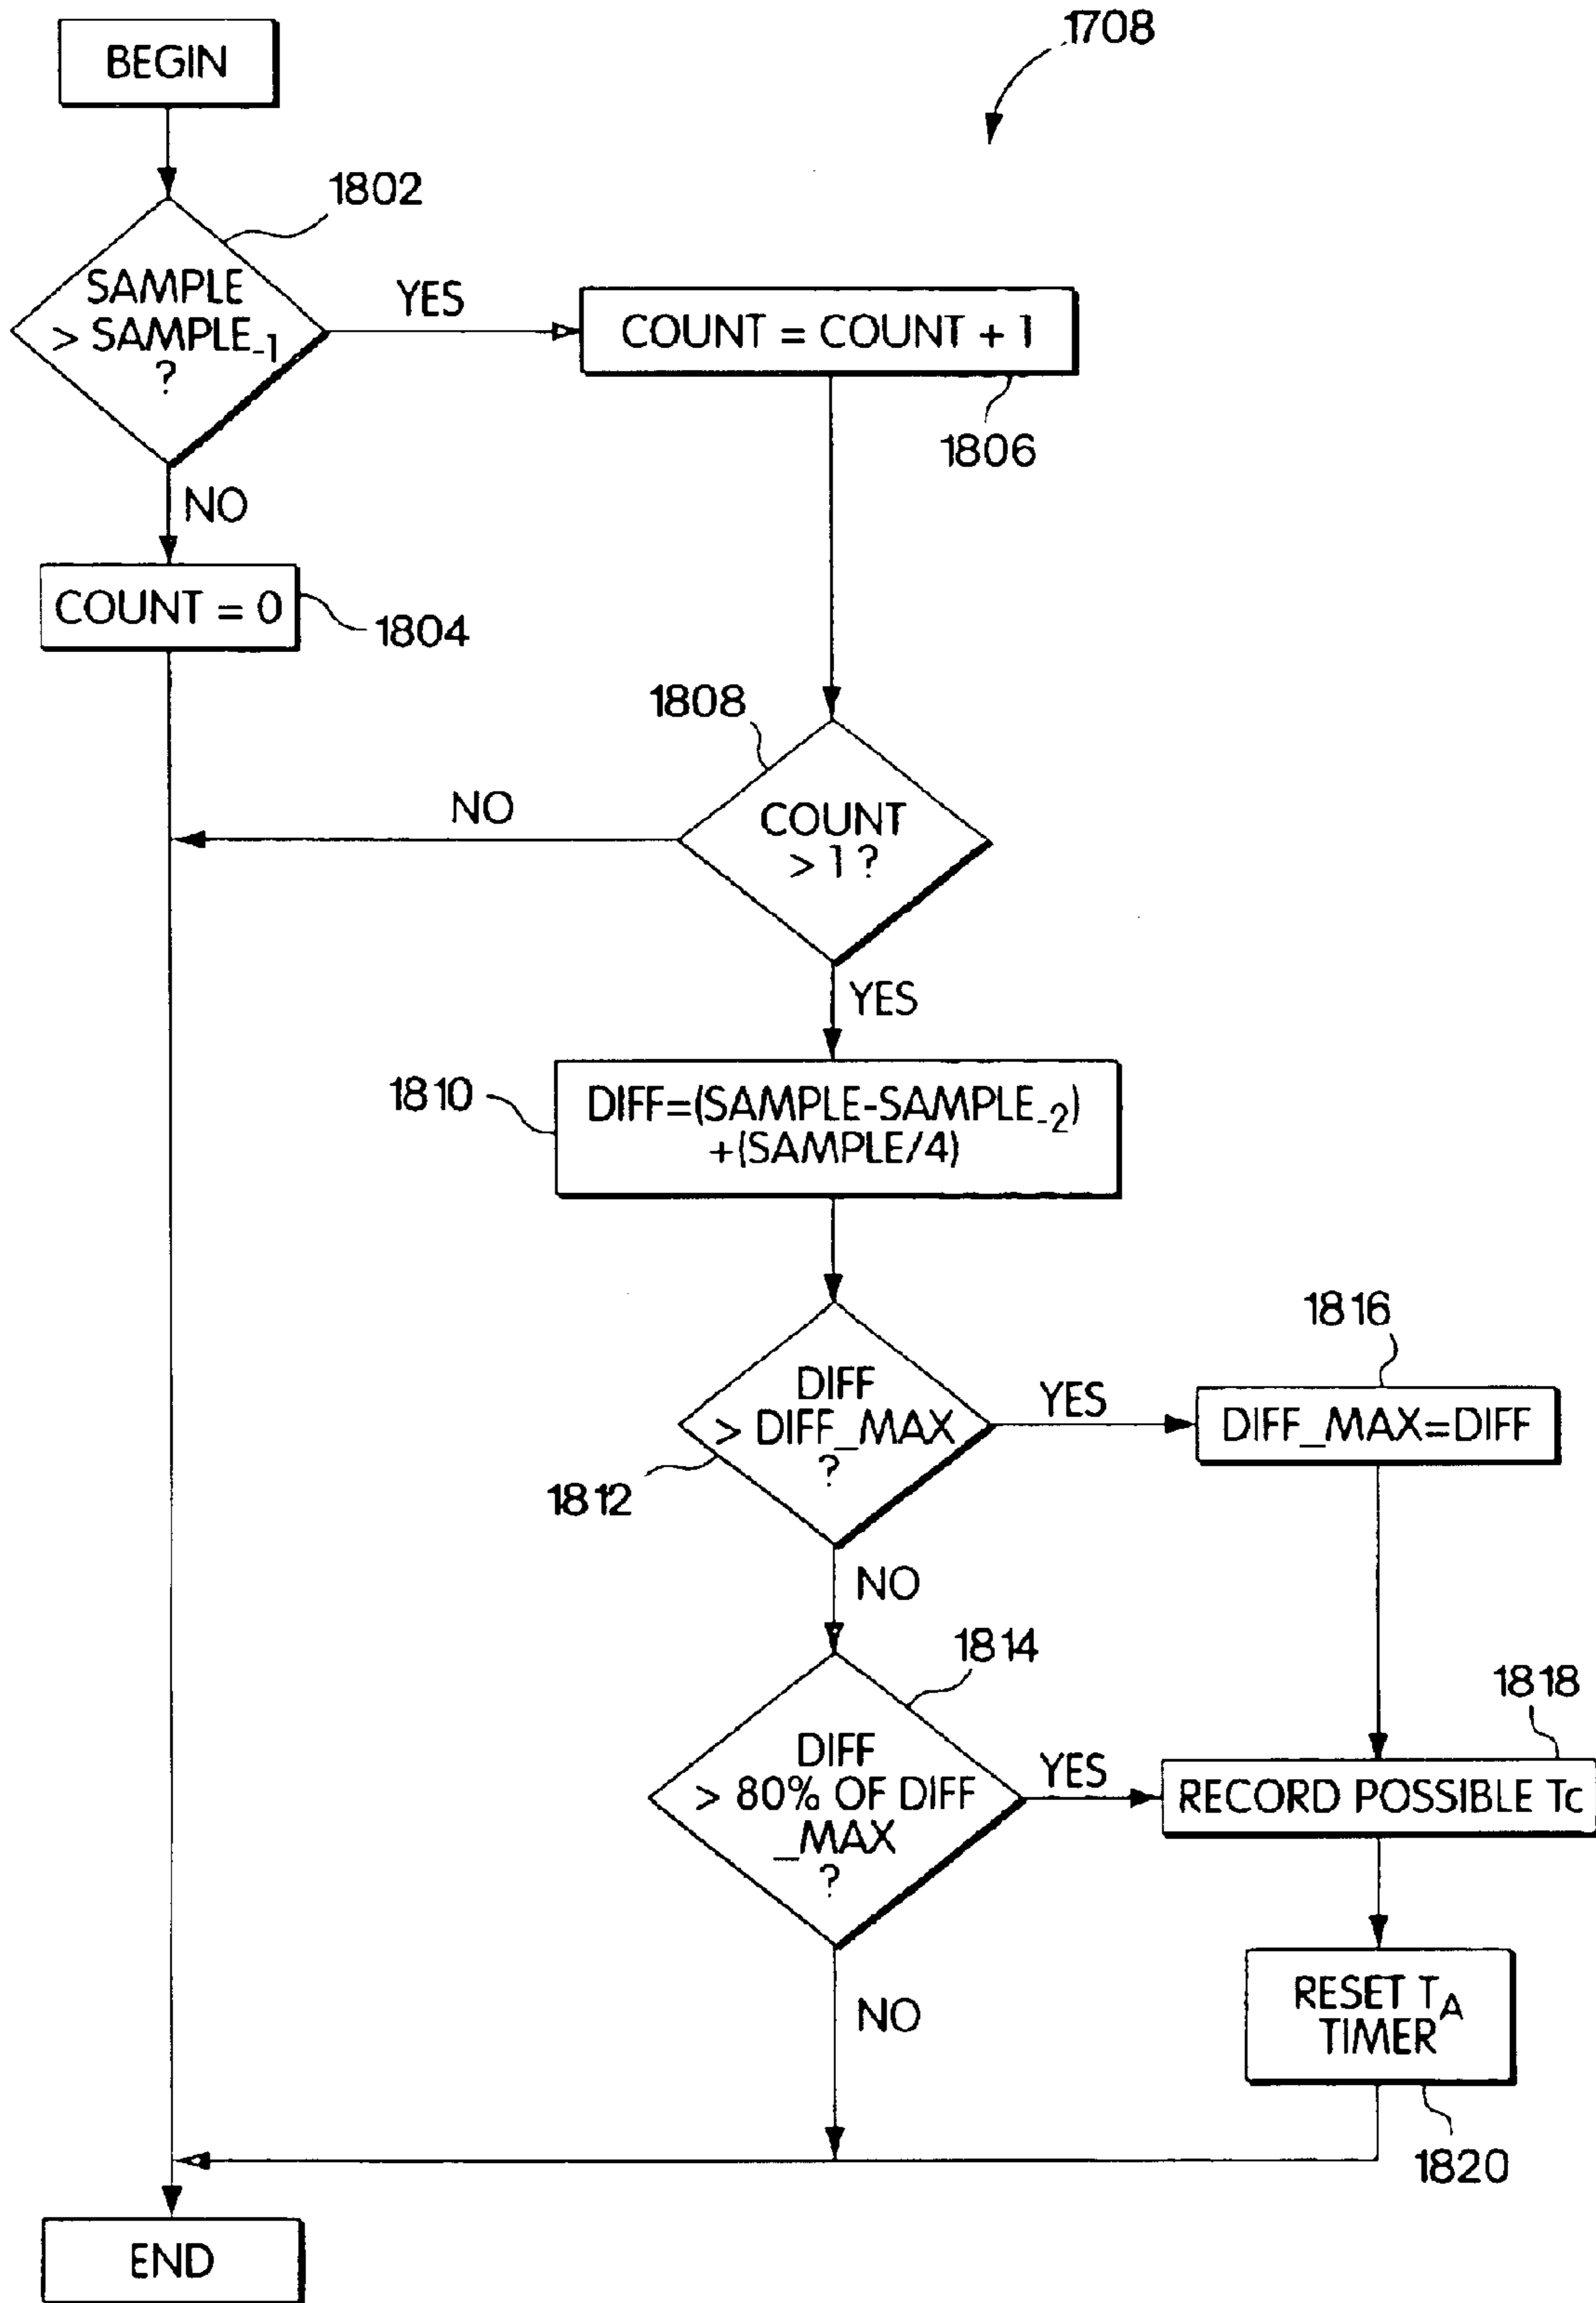 1708
BEGIN
1802
SAMPLE
> SAMPLE₋₁
?
YES
COUNT = COUNT + 1
1806
NO
COUNT = 0
1804
1808
COUNT
> 1 ?
NO
YES
1810
DIFF=(SAMPLE-SAMPLE₋₂)
+(SAMPLE/4)
1812
DIFF
> DIFF_MAX
?
YES
1816
DIFF_MAX=DIFF
NO
1814
DIFF
> 80% OF DIFF
_MAX
?
YES
1818
RECORD POSSIBLE Tc
NO
RESET T_A
TIMER
1820
END